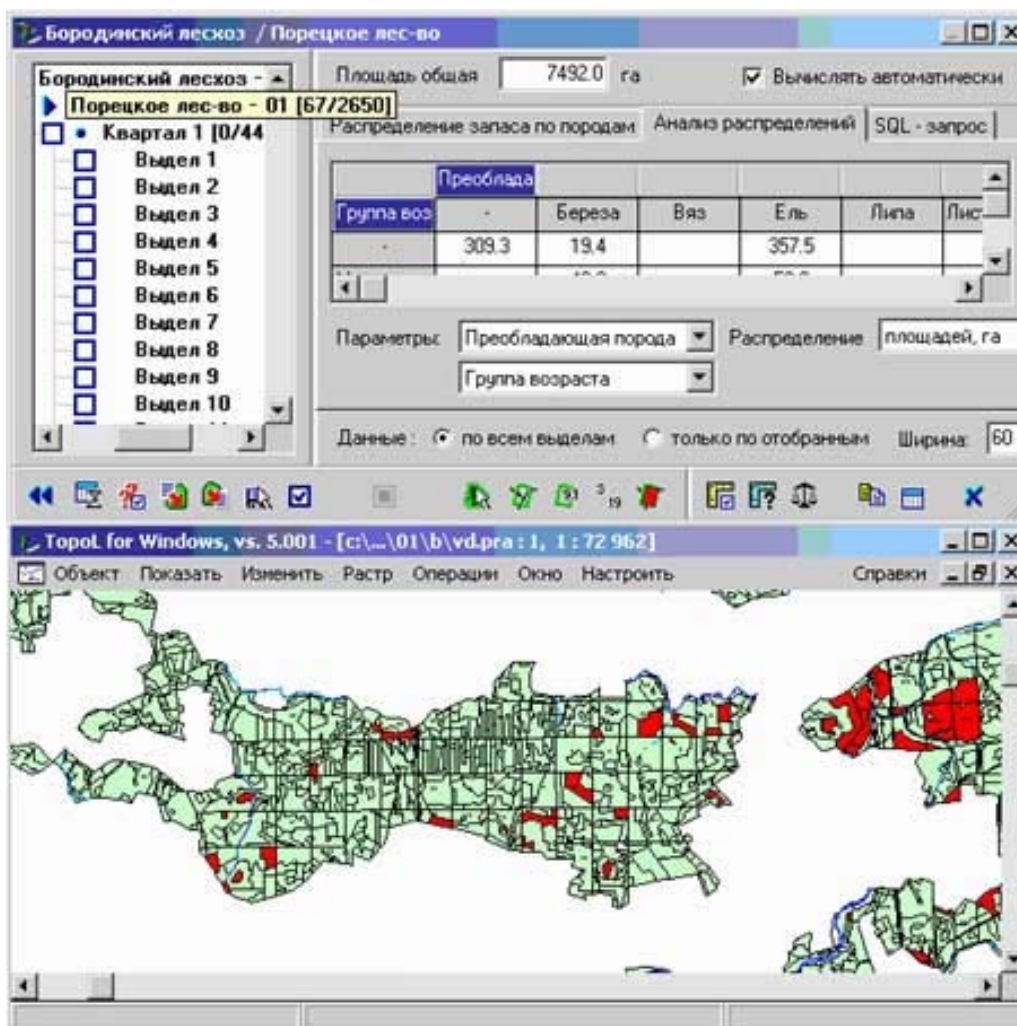 Бородинский лесхоз / Порецкое лес-во
Бородинский лесхоз -
Порецкое лес-во - 01 [67/2650]
Квартал 1 [0/44
Выдел 1
Выдел 2
Выдел 3
Выдел 4
Выдел 5
Выдел 6
Выдел 7
Выдел 8
Выдел 9
Выдел 10
Площадь общая 7492.0 га Вычислять автоматически
Распределение запаса по породам Анализ распределений SQL - запрос
Преоблада
Группа воз - Береза Вяз Ель Липа Лис
- 309.3 19.4 357.5
Параметры: Преобладающая порода Распределение площадей, га
Группа возраста
Данные : по всем выделам только по отобранным Ширина: 60
TopoL for Windows, vs. 5.001 - [c:\...\01\b\vd.pra : 1, 1 : 72 962]
Объект Показать Изменить Растр Операции Окно Настроить Справки